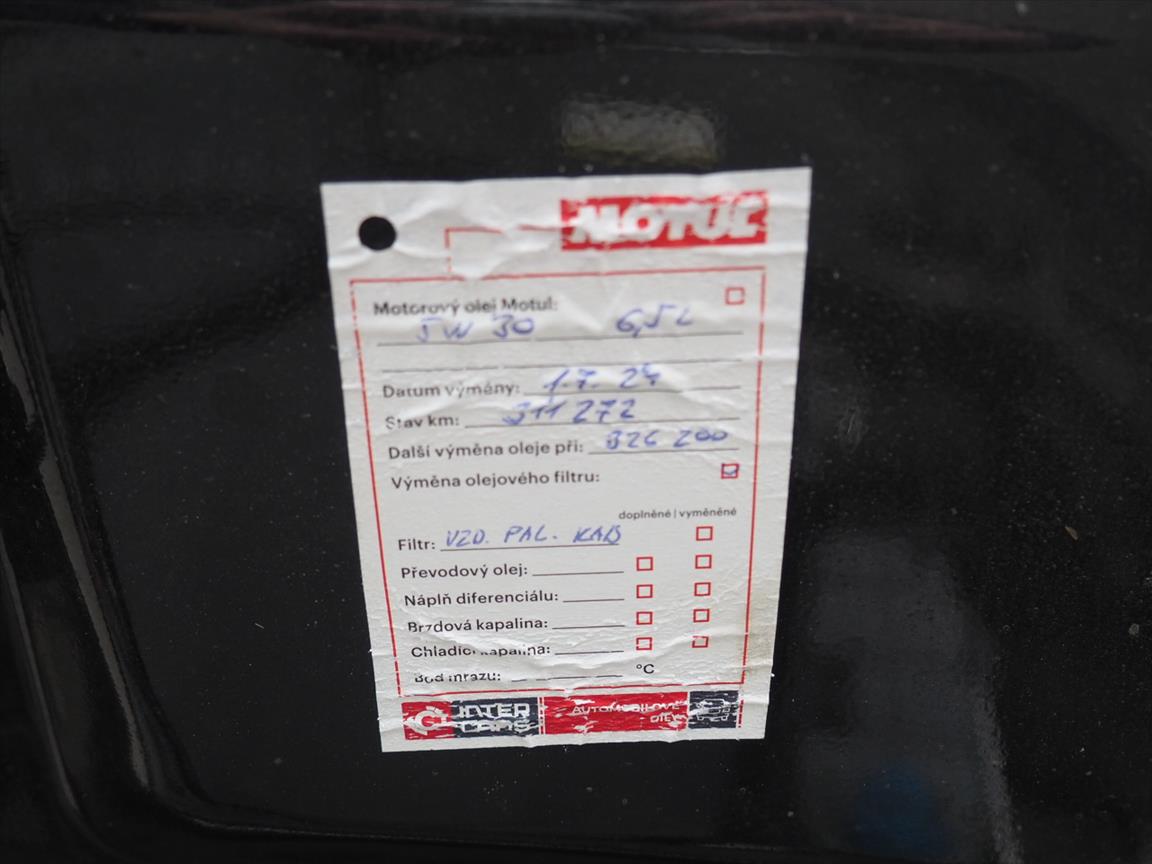 MOTUL
Motorový olej Motul:
5W 30 6,5L
Datum výměny: 1.7. 24
Stav km: 311 272
Další výměna oleje při: 326 200
Výměna olejového filtru:
doplněné | vyměněné
Filtr: VZD. PAL. KAB
Převodový olej:
Náplň diferenciálu:
Brzdová kapalina:
Chladicí kapalina:
Bod mrazu: °C
INTER CARS AUTOMOBILOVÉ DÍLY